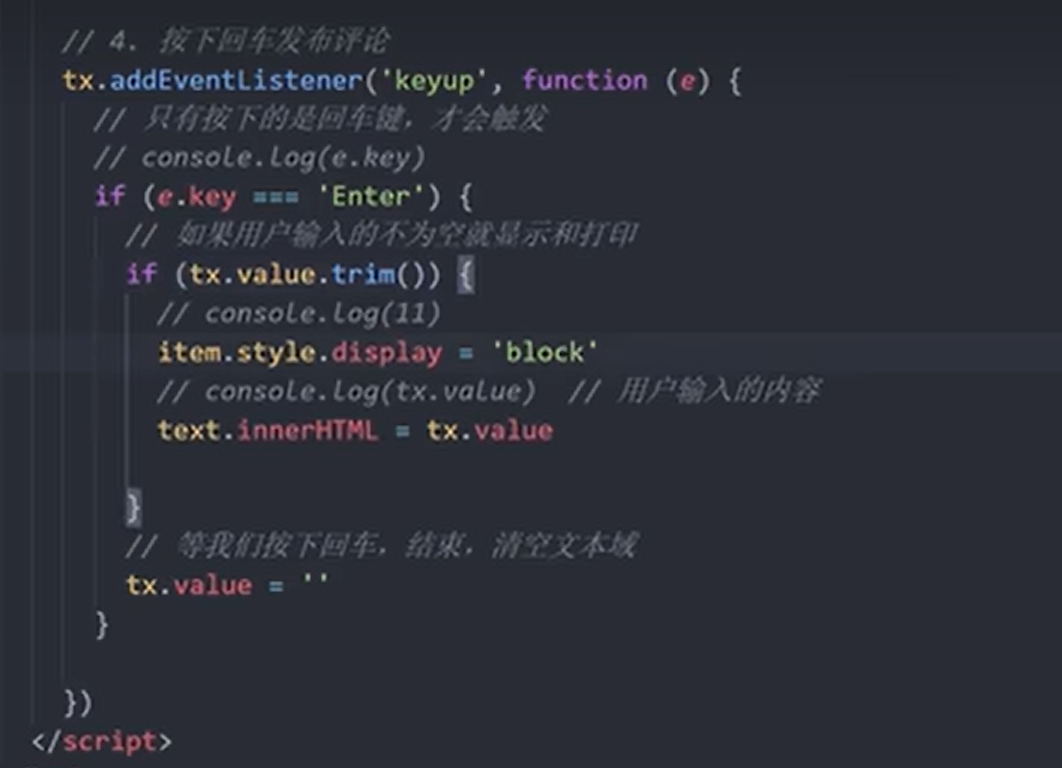 // 4. 按下回车发布评论
tx.addEventListener('keyup', function (e) {
// 只有按下的是回车键，才会触发
// console.log(e.key)
if (e.key === 'Enter') {
// 如果用户输入的不为空就显示和打印
if (tx.value.trim()) {
// console.log(11)
item.style.display = 'block'
// console.log(tx.value)  // 用户输入的内容
text.innerHTML = tx.value
}
// 等我们按下回车，结束，清空文本域
tx.value = ''
}
})
</script>